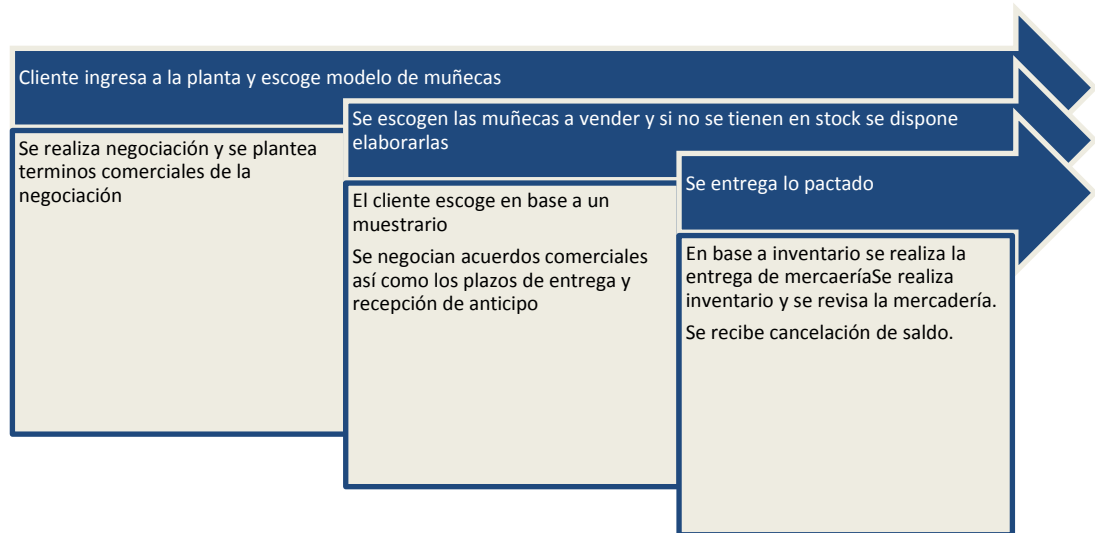 Cliente ingresa a la planta y escoge modelo de muñecas
Se realiza negociación y se plantea
terminos comerciales de la
negociación
Se escogen las muñecas a vender y si no se tienen en stock se dispone
elaborarlas
El cliente escoge en base a un
muestrario
Se negocian acuerdos comerciales
así como los plazos de entrega y
recepción de anticipo
Se entrega lo pactado
En base a inventario se realiza la
entrega de mercaeríaSe realiza
inventario y se revisa la mercadería.
Se recibe cancelación de saldo.